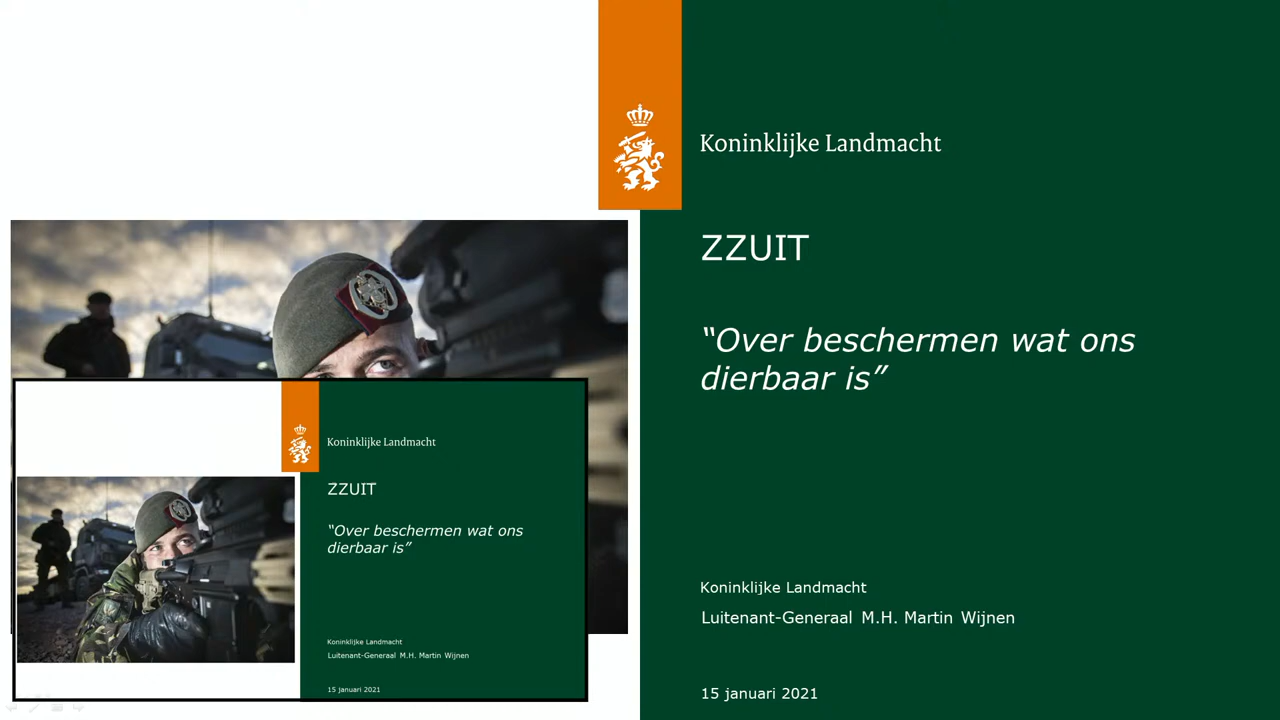 Koninklijke Landmacht
ZZUIT
“Over beschermen wat ons
dierbaar is”
Koninklijke Landmacht
Luitenant-Generaal M.H. Martin Wijnen
15 januari 2021
Koninklijke Landmacht
ZZUIT
“Over beschermen wat ons
dierbaar is”
Koninklijke Landmacht
Luitenant-Generaal M.H. Martin Wijnen
15 januari 2021